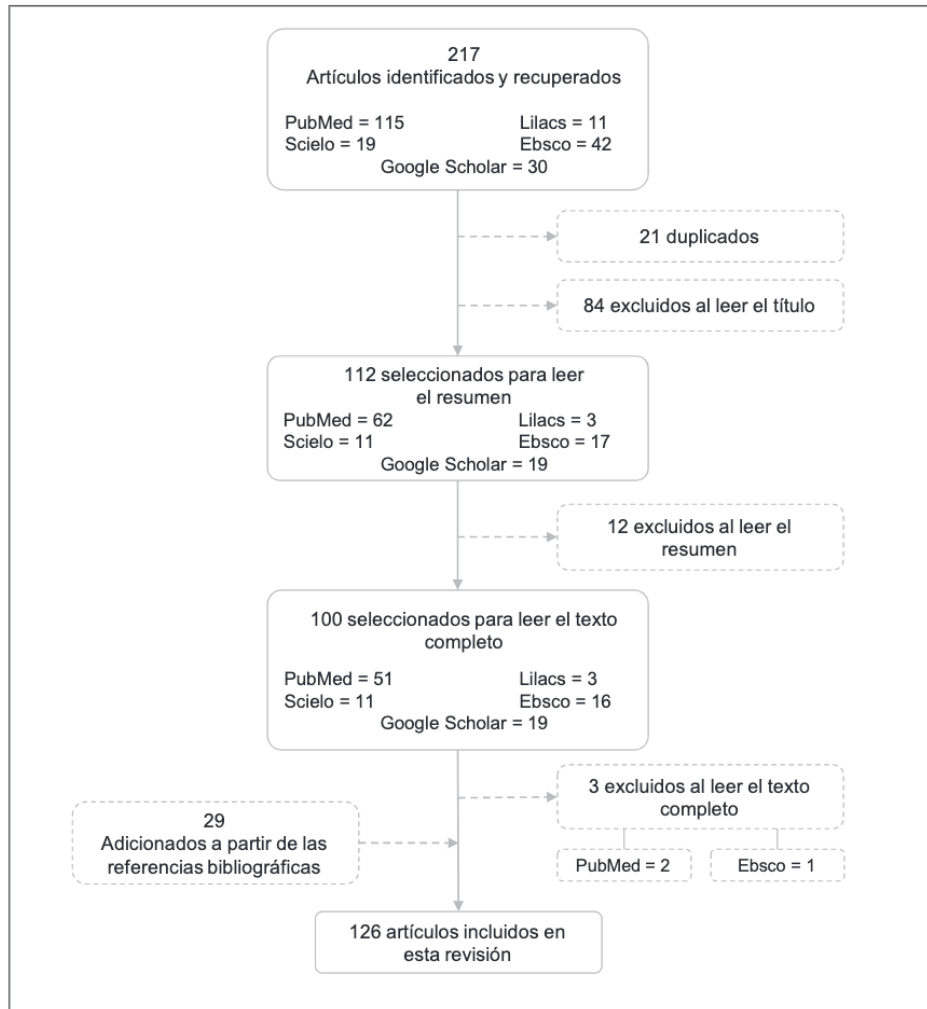 217
Artículos identificados y recuperados
PubMed = 115
Lilacs = 11
Scielo = 19
Ebsco = 42
Google Scholar = 30
21 duplicados
84 excluidos al leer el título
112 seleccionados para leer
el resumen
PubMed = 62
Lilacs = 3
Scielo = 11
Ebsco = 17
Google Scholar = 19
12 excluidos al leer el
resumen
100 seleccionados para leer el texto
completo
PubMed = 51
Lilacs = 3
Scielo = 11
Ebsco = 16
Google Scholar = 19
3 excluidos al leer el texto
completo
PubMed = 2
Ebsco = 1
29
Adicionados a partir de las
referencias bibliográficas
126 artículos incluidos en
esta revisión